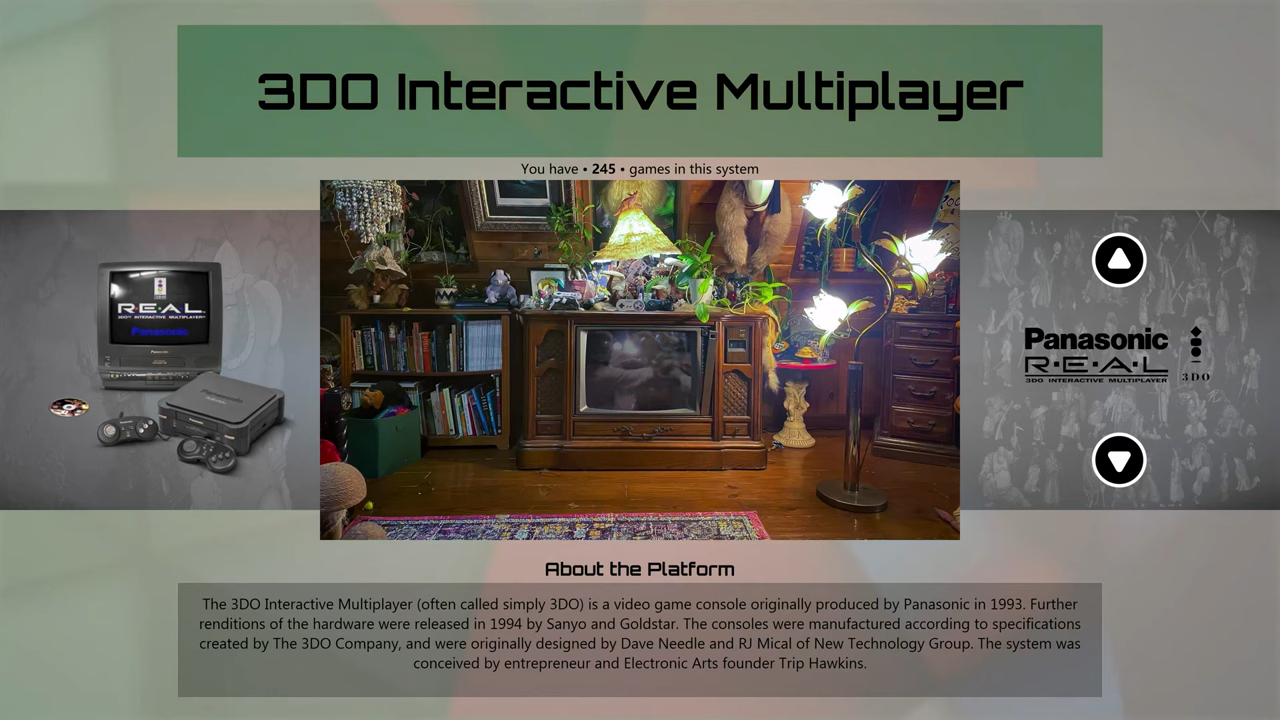 3DO Interactive Multiplayer
You have • 245 • games in this system
R·E·A·L
3DO™ INTERACTIVE MULTIPLAYER™
Panasonic
Panasonic
R·E·A·L
3DO INTERACTIVE MULTIPLAYER
3DO
About the Platform
The 3DO Interactive Multiplayer (often called simply 3DO) is a video game console originally produced by Panasonic in 1993. Further
renditions of the hardware were released in 1994 by Sanyo and Goldstar. The consoles were manufactured according to specifications
created by The 3DO Company, and were originally designed by Dave Needle and RJ Mical of New Technology Group. The system was
conceived by entrepreneur and Electronic Arts founder Trip Hawkins.